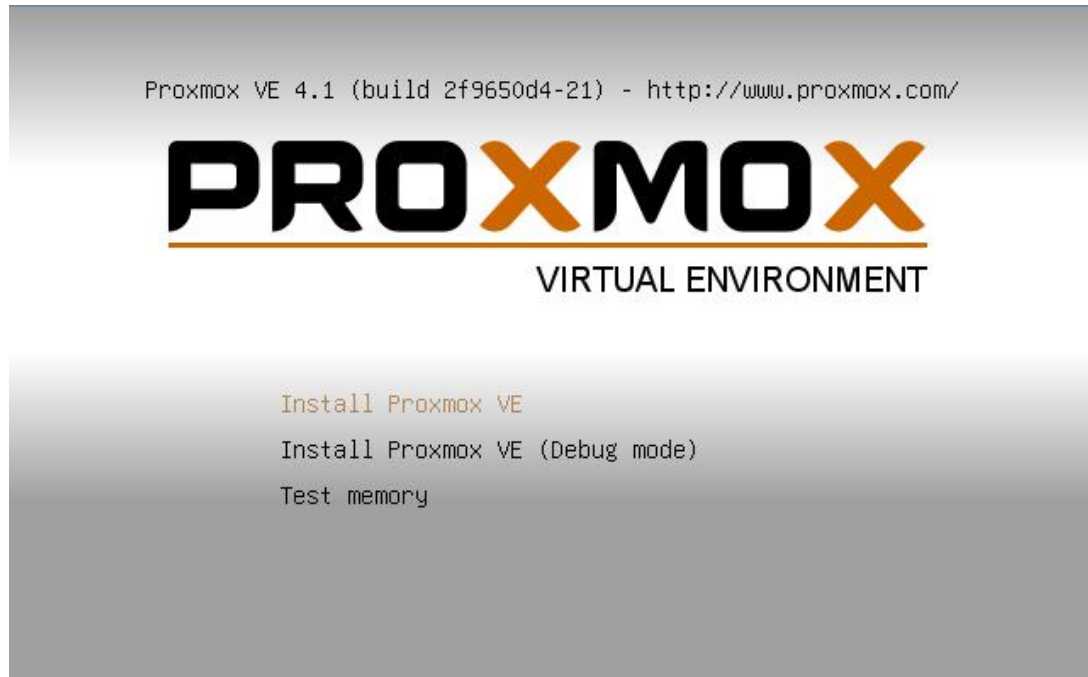 Proxmox VE 4.1 (build 2f9650d4-21) - http://www.proxmox.com/
PROXMOX
VIRTUAL ENVIRONMENT
Install Proxmox VE
Install Proxmox VE (Debug mode)
Test memory